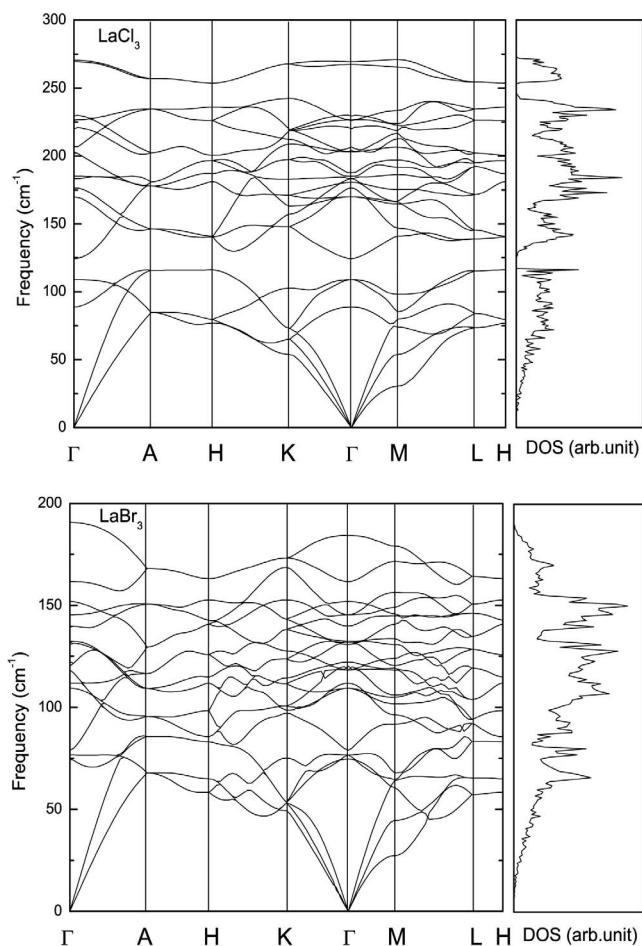 LaCl₃
Frequency (cm⁻¹)
300
250
200
150
100
50
0
Γ A H K Γ M L H
DOS (arb.unit)
LaBr₃
Frequency (cm⁻¹)
200
150
100
50
0
Γ A H K Γ M L H
DOS (arb.unit)